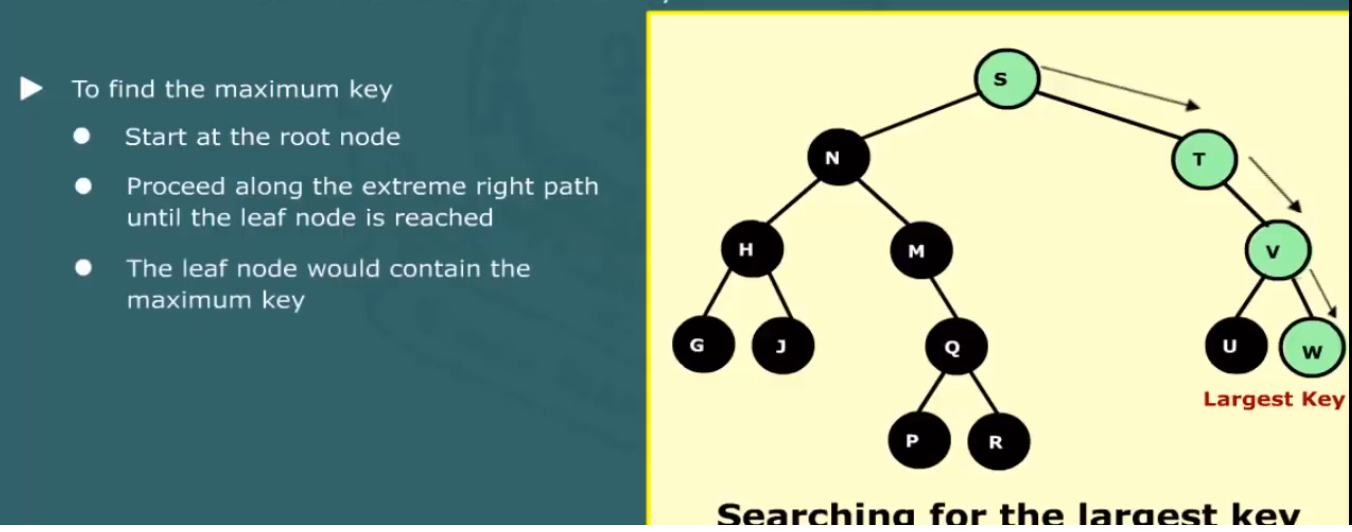 To find the maximum key
Start at the root node
Proceed along the extreme right path
until the leaf node is reached
The leaf node would contain the
maximum key
S
N
T
H
M
V
G
J
Q
U
W
Largest Key
P
R
Searching for the largest key